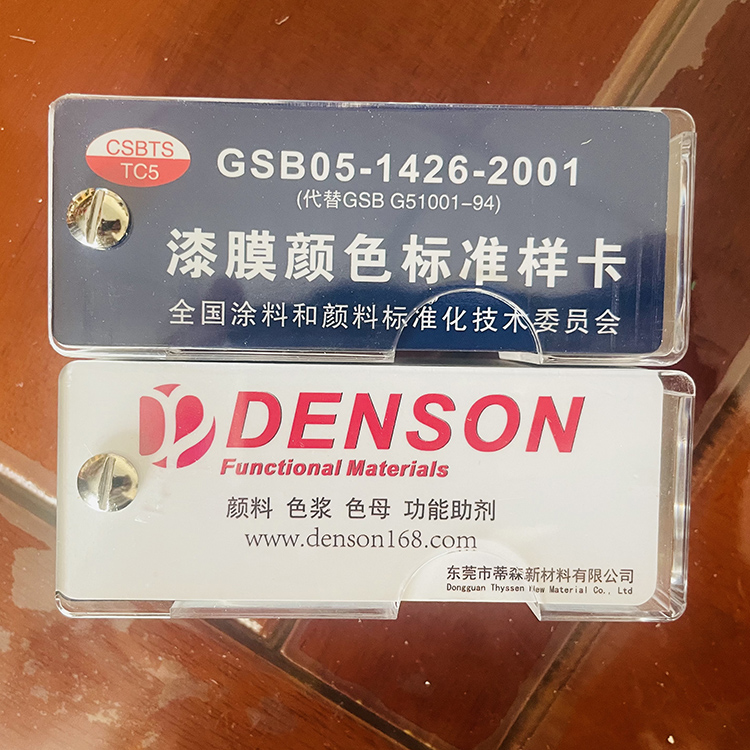 CSBTS
TC5
GSB05-1426-2001
(代替GSB G51001-94)
漆膜颜色标准样卡
全国涂料和颜料标准化技术委员会
DENSON
Functional Materials
颜料 色浆 色母 功能助剂
www.denson168.com
东莞市蒂森新材料有限公司
Dongguan Thyssen New Material Co., Ltd